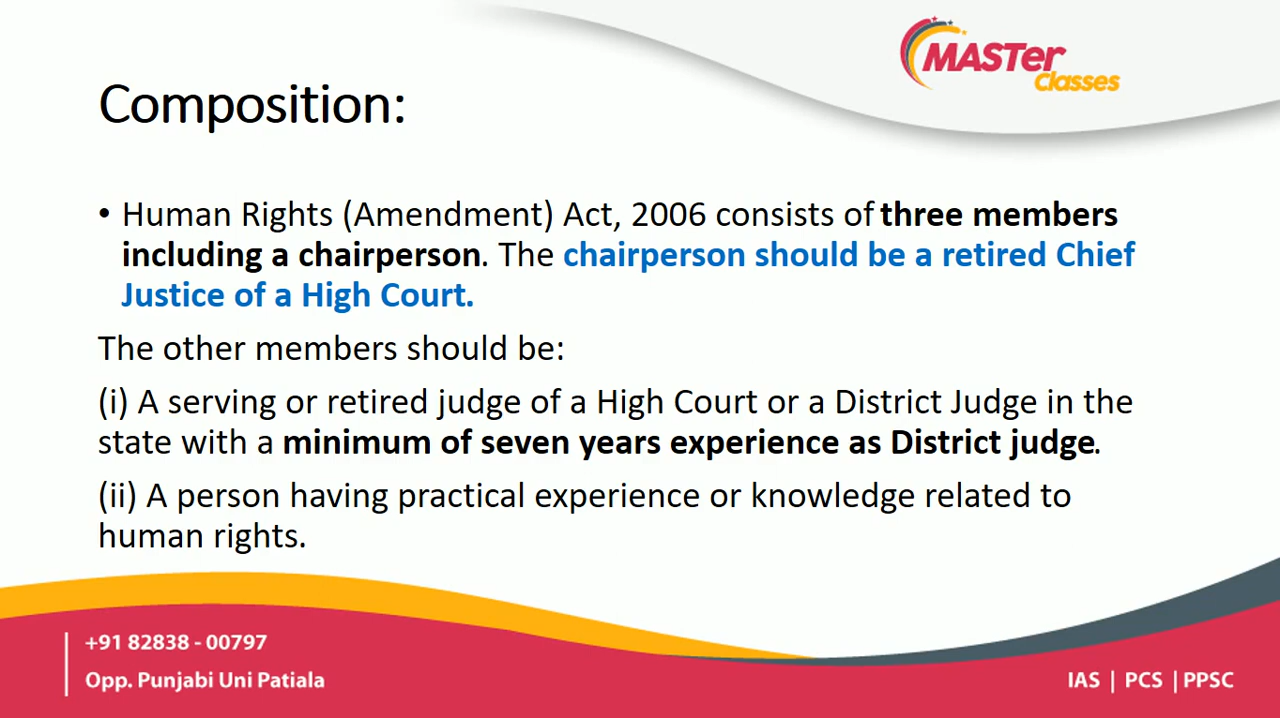 MASTer
Classes
Composition:
• Human Rights (Amendment) Act, 2006 consists of three members
including a chairperson. The chairperson should be a retired Chief
Justice of a High Court.
The other members should be:
(i) A serving or retired judge of a High Court or a District Judge in the
state with a minimum of seven years experience as District judge.
(ii) A person having practical experience or knowledge related to
human rights.
+91 82838 - 00797
Opp. Punjabi Uni Patiala
IAS | PCS | PPSC